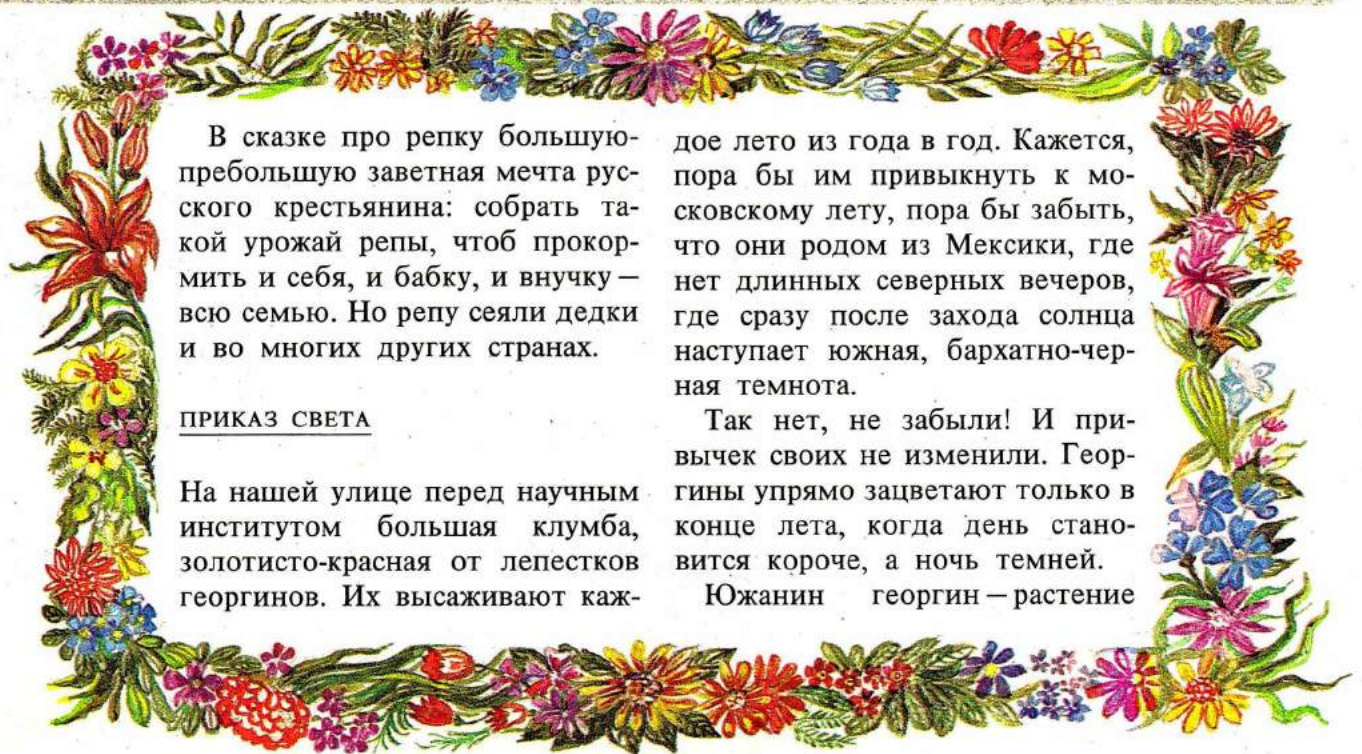 В сказке про репку большую-
пребольшую заветная мечта рус-
ского крестьянина: собрать та-
кой урожай репы, чтоб прокор-
мить и себя, и бабку, и внучку —
всю семью. Но репу сеяли дедки
и во многих других странах.
ПРИКАЗ СВЕТА
На нашей улице перед научным
институтом большая клумба,
золотисто-красная от лепестков
георгинов. Их высаживают каж-
дое лето из года в год. Кажется,
пора бы им привыкнуть к мо-
сковскому лету, пора бы забыть,
что они родом из Мексики, где
нет длинных северных вечеров,
где сразу после захода солнца
наступает южная, бархатно-чер-
ная темнота.
Так нет, не забыли! И при-
вычек своих не изменили. Геор-
гины упрямо зацветают только в
конце лета, когда день стано-
вится короче, а ночь темней.
Южанин георгин — растение